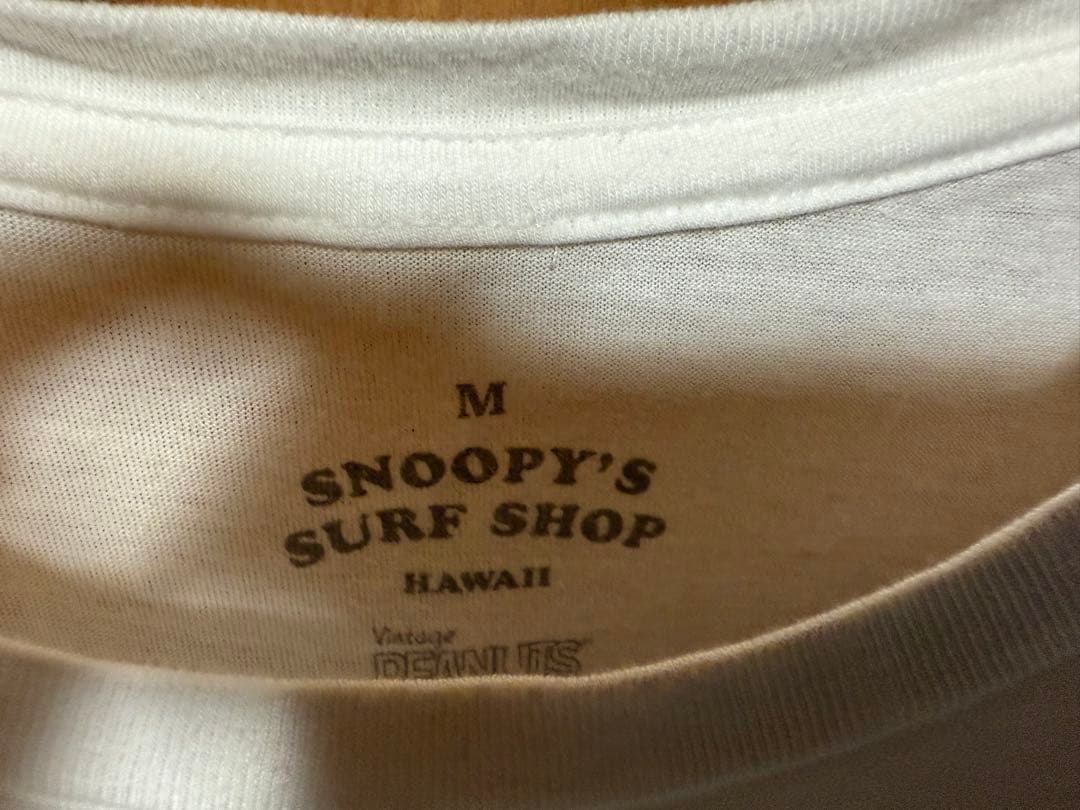 M
SNOOPY'S
SURF SHOP
HAWAII
Vintage
PEANUTS